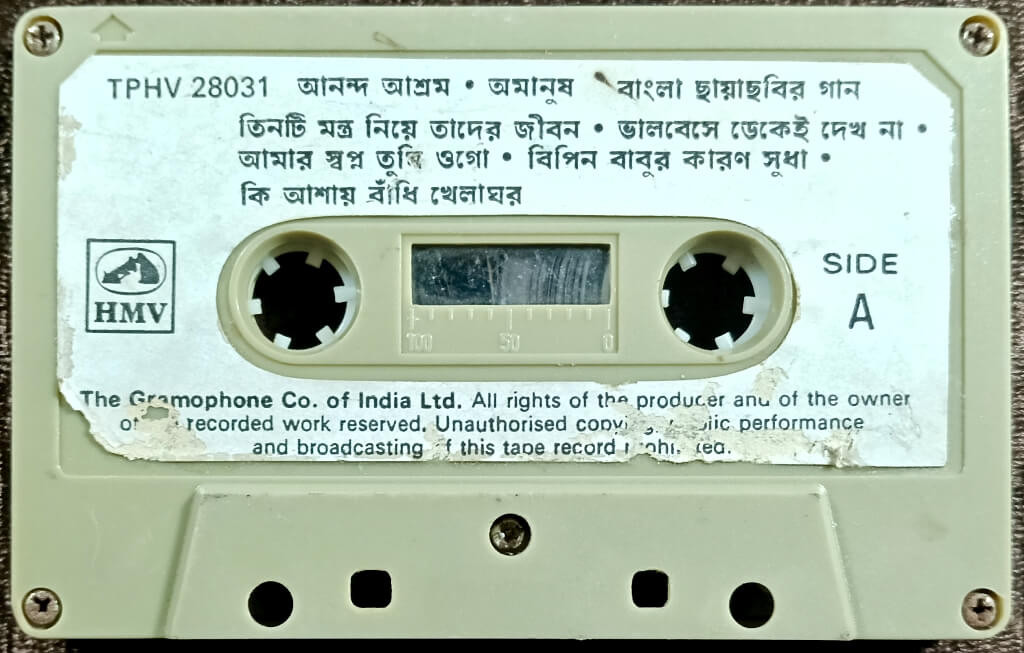 TPHV 28031 আনন্দ আশ্রম • অমানুষ বাংলা ছায়াছবির গান
তিনটি মন্ত্র নিয়ে তাদের জীবন • ভালবেসে ডেকেই দেখ না •
আমার স্বপ্ন তুমি ওগো • বিপিন বাবুর কারণ সুধা •
কি আশায় বাঁধি খেলাঘর
HMV
SIDE
A
100 50 0
The Gramophone Co. of India Ltd. All rights of the producer and of the owner
recorded work reserved. Unauthorised performance
and broadcasting of this tape record